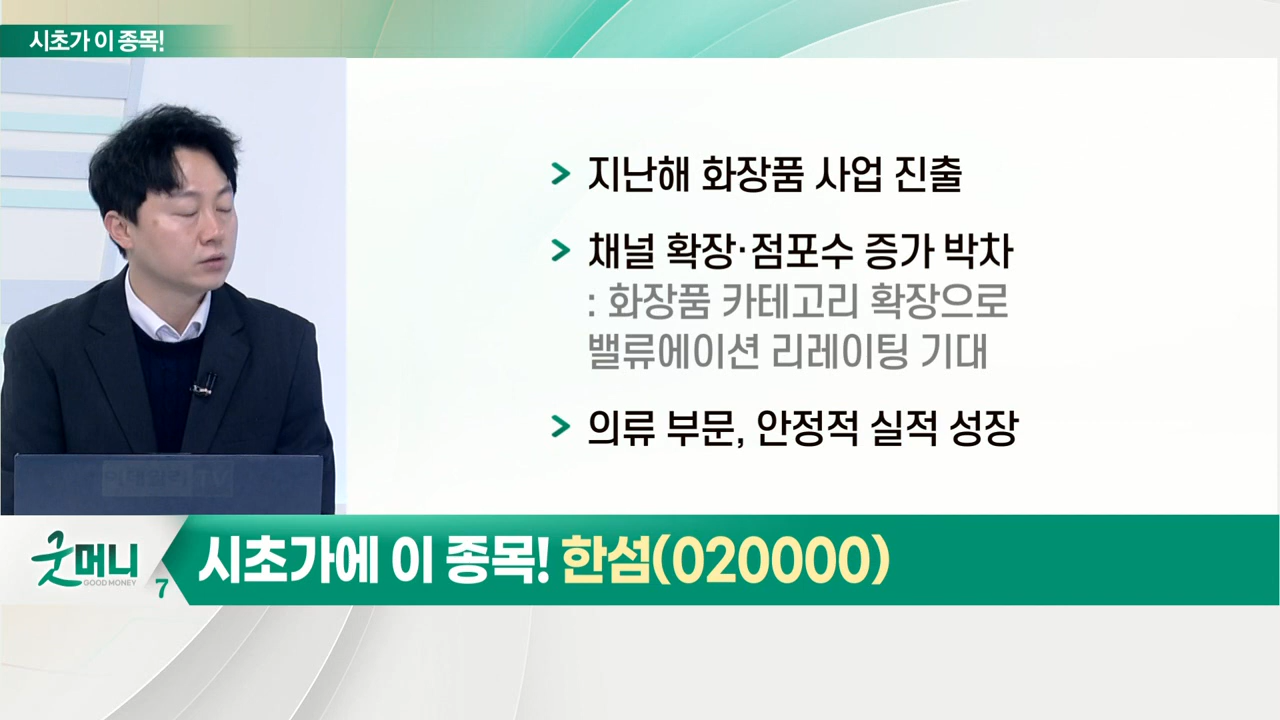 시초가 이 종목!
> 지난해 화장품 사업 진출
> 채널 확장·점포수 증가 박차
: 화장품 카테고리 확장으로
밸류에이션 리레이팅 기대
> 의류 부문, 안정적 실적 성장
굿머니
GOOD MONEY
7
시초가에 이 종목! 한섬(020000)